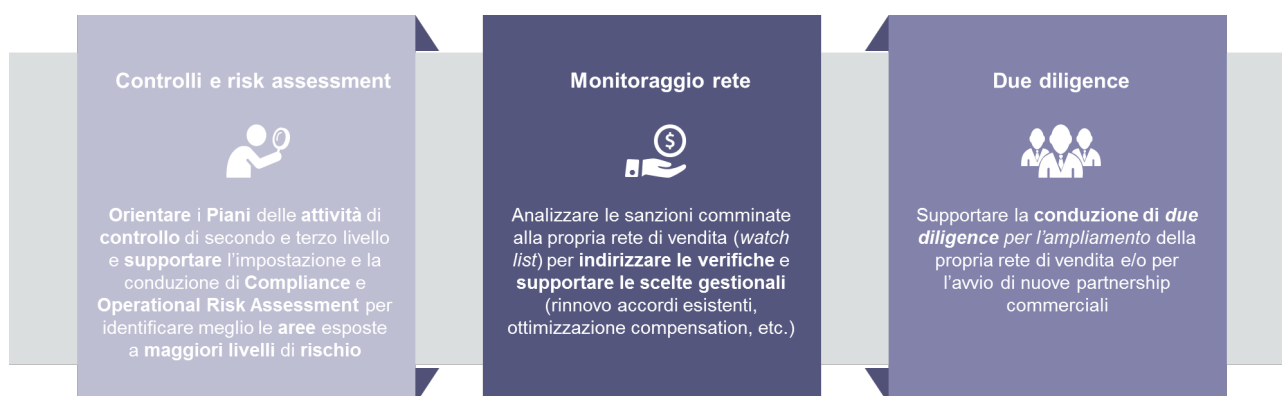 Controlli e risk assessment
Orientare i Piani delle attività di
controllo di secondo e terzo livello
e supportare l'impostazione e la
conduzione di Compliance e
Operational Risk Assessment per
identificare meglio le aree esposte
a maggiori livelli di rischio
Monitoraggio rete
$
Analizzare le sanzioni comminate
alla propria rete di vendita (watch
list) per indirizzare le verifiche e
supportare le scelte gestionali
(rinnovo accordi esistenti,
ottimizzazione compensation, etc.)
Due diligence
Supportare la conduzione di due
diligence per l'ampliamento della
propria rete di vendita e/o per
l'avvio di nuove partnership
commerciali